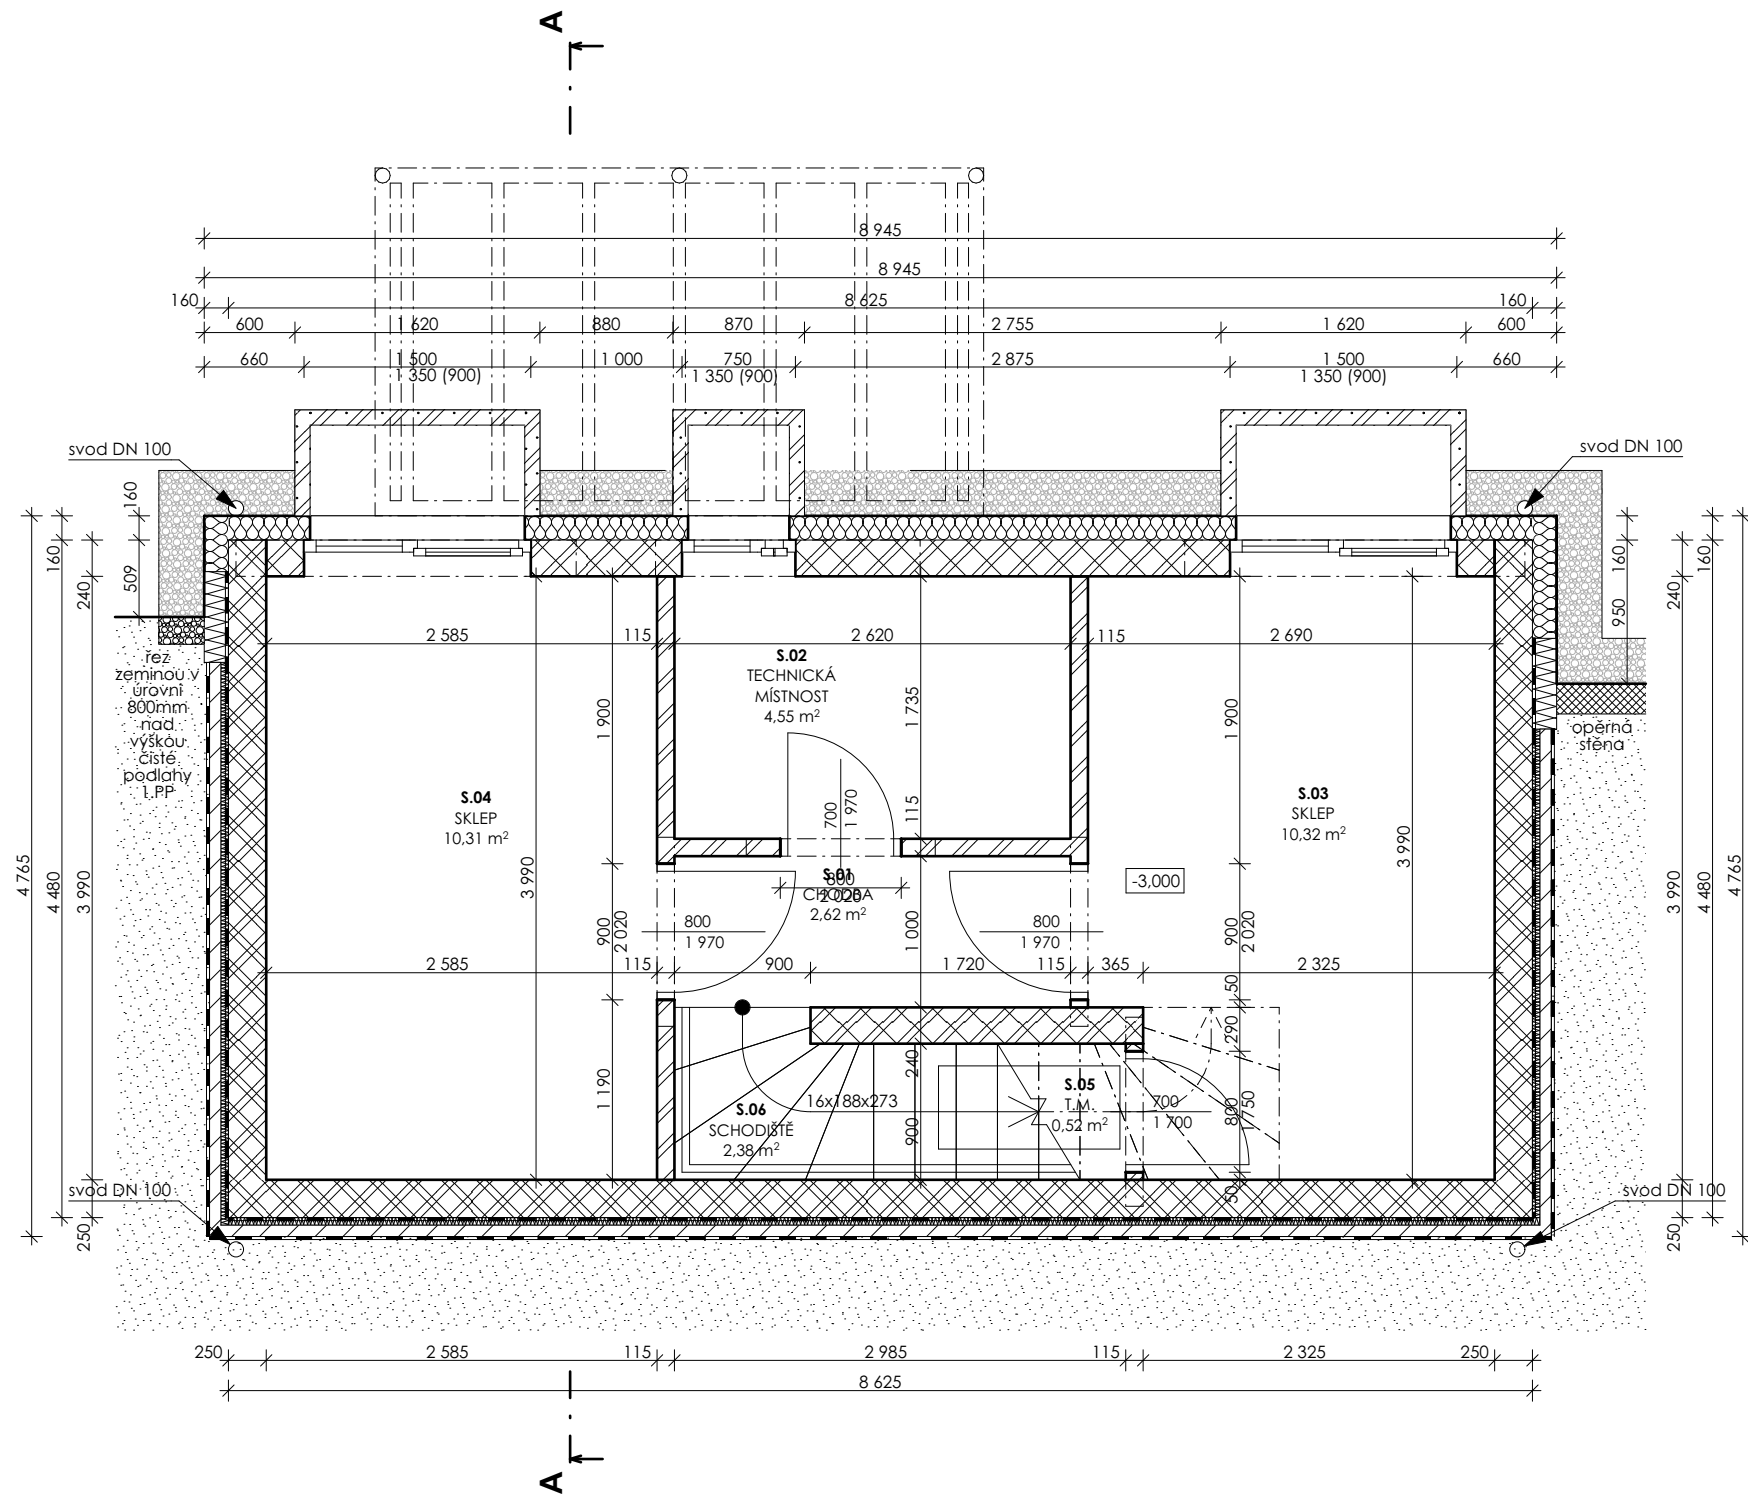 A
8 945
8 945
160 8 625 160
600 1 620 880 870 2 755 1 620 600
660 1 500 1 000 750 2 875 1 500 660
1 350 (900) 1 350 (900) 1 350 (900)
svod DN 100
svod DN 100
160
509
160
240
4 765
4 480
3 990
250
160
950
160
240
3 990
4 480
4 765
250
řez
zeminou v
úrovni
800mm
nad
výškou
čisté
podlahy
1.PP
opěrná
stěna
2 585 115 2 620 115 2 690
S.02
TECHNICKÁ
MÍSTNOST
4,55 m²
1 900
1 735
1 900
S.04
SKLEP
10,31 m²
S.03
SKLEP
10,32 m²
700
1 970
115
3 990
3 990
-3,000
S.01
CHODBA
2,62 m²
800
2 020
900
2 020
800
1 970
1 000
800
1 970
900
2 020
2 585 115 900 1 720 115 365 2 325
50
290
1 190
240
900
16x188x273
S.05
T.M.
0,52 m²
700
1 700
800
1 750
50
S.06
SCHODIŠTĚ
2,38 m²
svod DN 100
svod DN 100
250 2 585 115 2 985 115 2 325 250
8 625
A